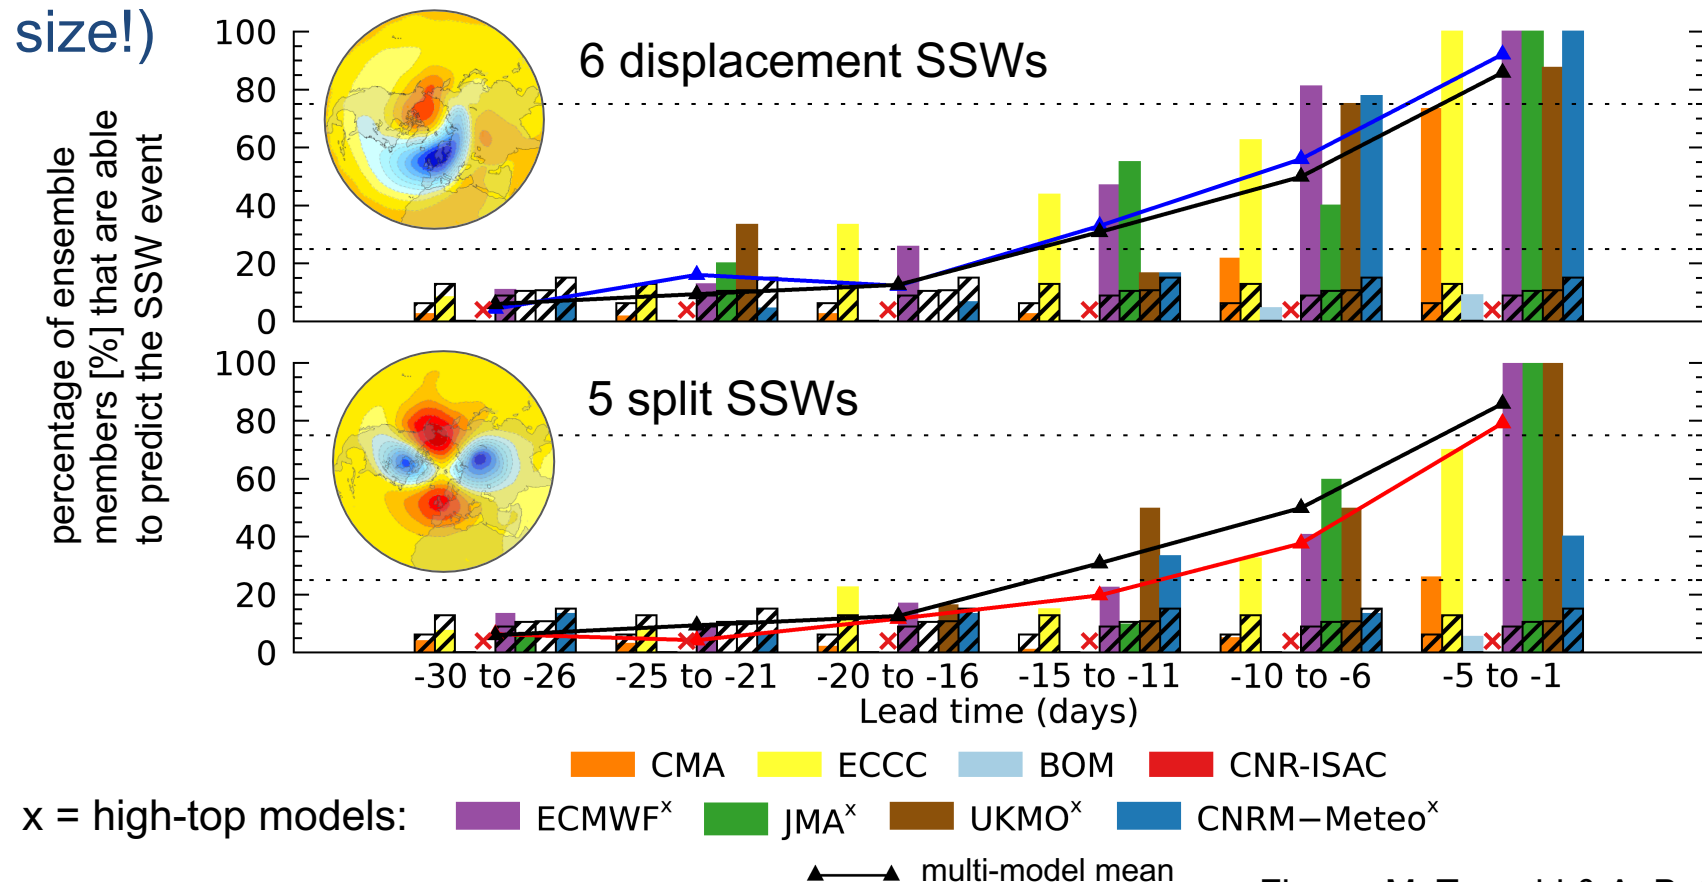 size!)
percentage of ensemble
members [%] that are able
to predict the SSW event
6 displacement SSWs
100
80
60
40
20
0
5 split SSWs
100
80
60
40
20
0
-30 to -26 -25 to -21 -20 to -16 -15 to -11 -10 to -6 -5 to -1
Lead time (days)
CMA ECCC BOM CNR-ISAC
x = high-top models: ECMWFˣ JMAˣ UKMOˣ CNRM−Meteoˣ
multi-model mean